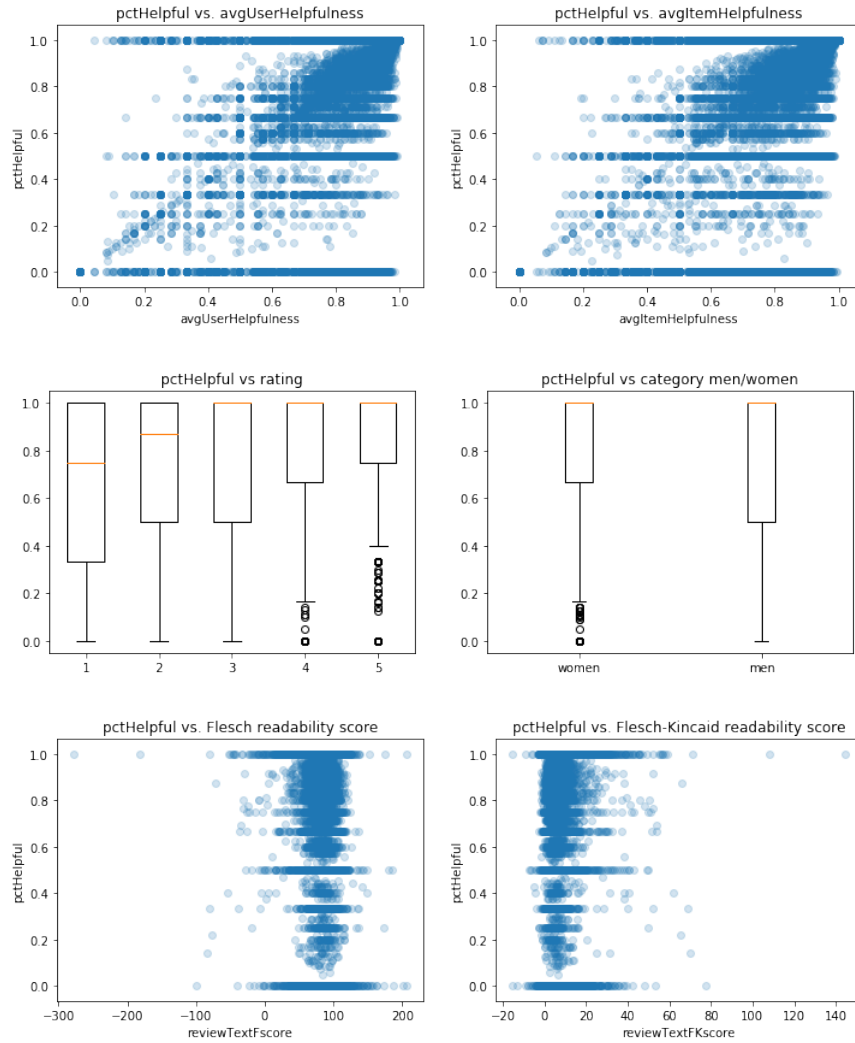 pctHelpful vs. avgUserHelpfulness
pctHelpful
1.0
0.8
0.6
0.4
0.2
0.0
0.0 0.2 0.4 0.6 0.8 1.0
avgUserHelpfulness
pctHelpful vs. avgItemHelpfulness
pctHelpful
1.0
0.8
0.6
0.4
0.2
0.0
0.0 0.2 0.4 0.6 0.8 1.0
avgItemHelpfulness
pctHelpful vs rating
1.0
0.8
0.6
0.4
0.2
0.0
1 2 3 4 5
pctHelpful vs category men/women
1.0
0.8
0.6
0.4
0.2
0.0
women men
pctHelpful vs. Flesch readability score
pctHelpful
1.0
0.8
0.6
0.4
0.2
0.0
−300 −200 −100 0 100 200
reviewTextFscore
pctHelpful vs. Flesch-Kincaid readability score
pctHelpful
1.0
0.8
0.6
0.4
0.2
0.0
−20 0 20 40 60 80 100 120 140
reviewTextFKscore